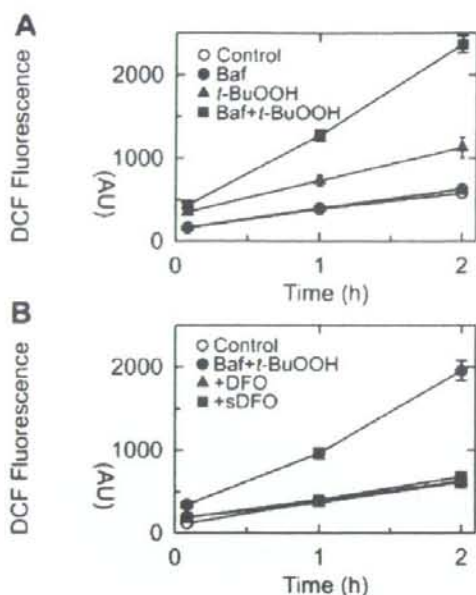 A
DCF Fluorescence
(AU)
2000
1000
0
Control
Baf
t-BuOOH
Baf+t-BuOOH
0 1 2
Time (h)
B
DCF Fluorescence
(AU)
2000
1000
0
Control
Baf+t-BuOOH
+DFO
+sDFO
0 1 2
Time (h)